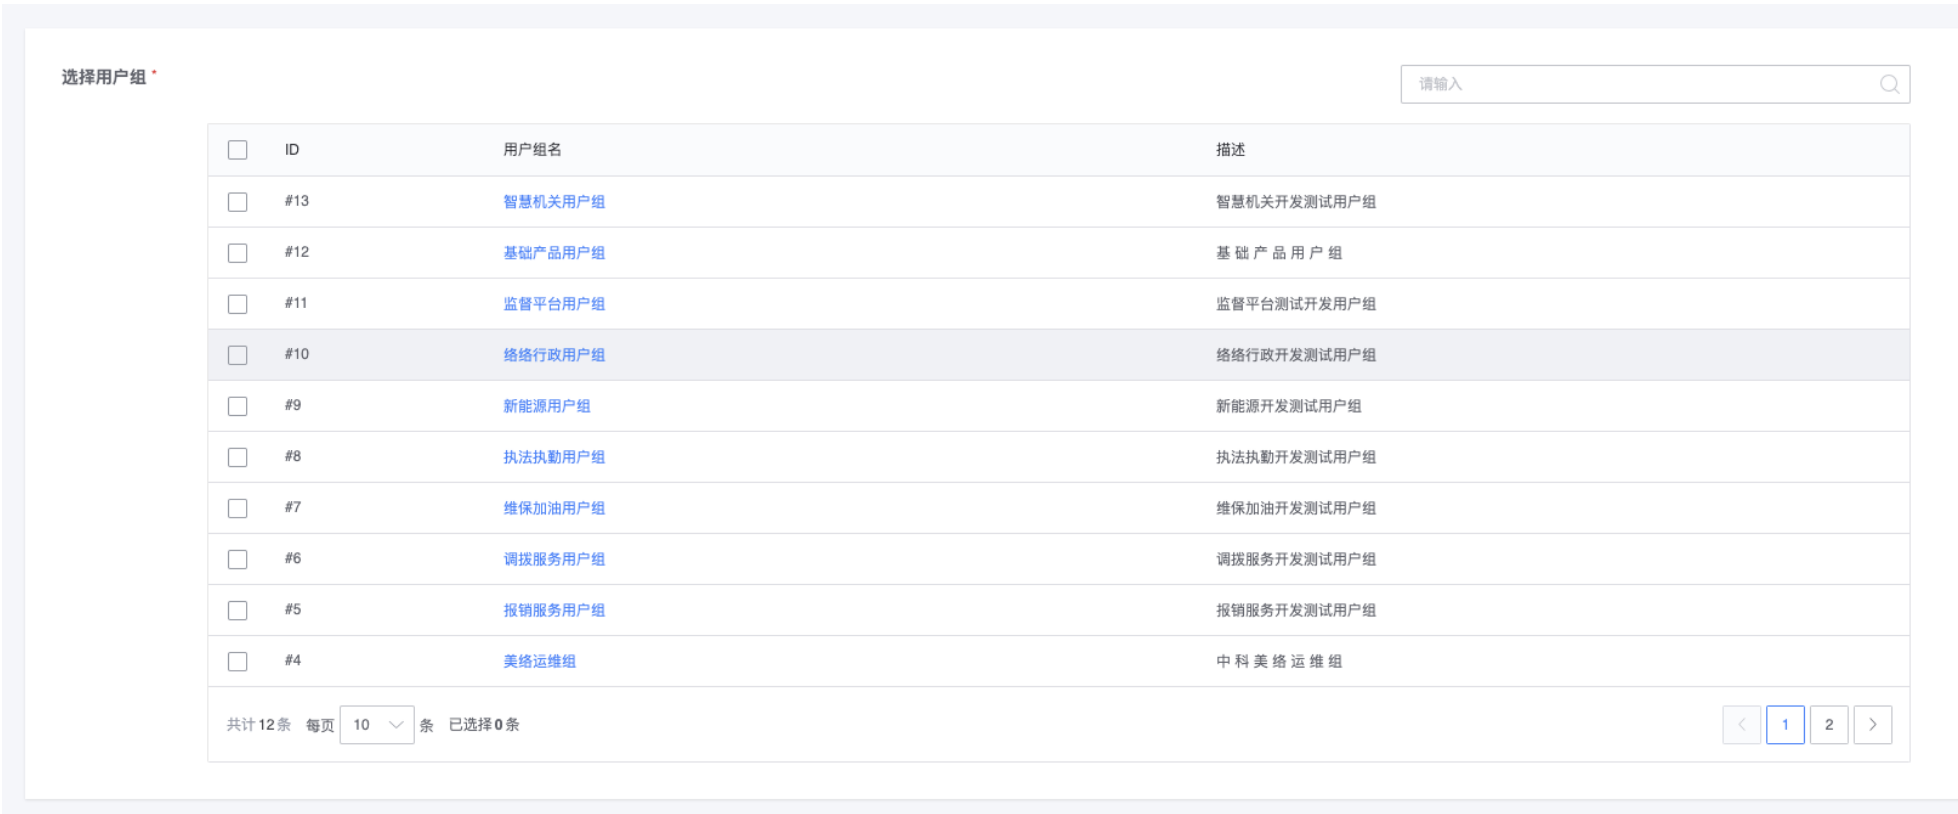 选择用户组 *
请输入
ID 用户组名 描述
#13 智慧机关用户组 智慧机关开发测试用户组
#12 基础产品用户组 基础产品用户组
#11 监督平台用户组 监督平台测试开发用户组
#10 络络行政用户组 络络行政开发测试用户组
#9 新能源用户组 新能源开发测试用户组
#8 执法执勤用户组 执法执勤开发测试用户组
#7 维保加油用户组 维保加油开发测试用户组
#6 调拨服务用户组 调拨服务开发测试用户组
#5 报销服务用户组 报销服务开发测试用户组
#4 美络运维组 中科美络运维组
共计12条 每页 10 条 已选择0条 1 2